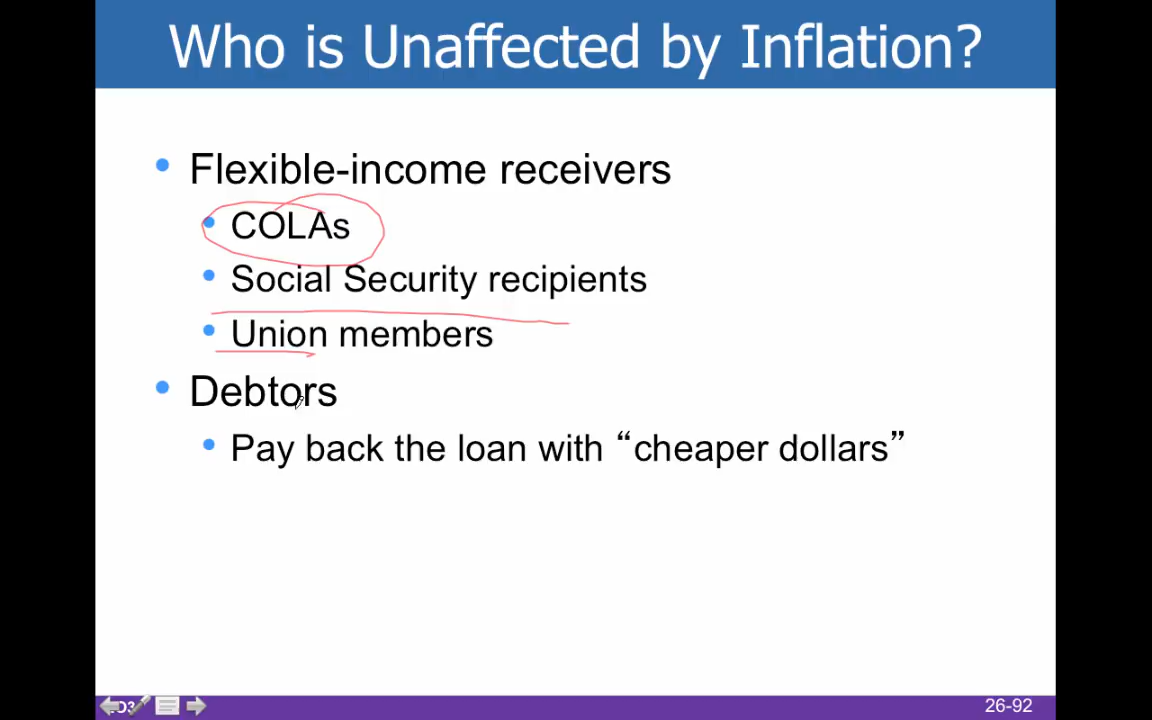 Who is Unaffected by Inflation?
• Flexible-income receivers
• COLAs
• Social Security recipients
• Union members
• Debtors
• Pay back the loan with “cheaper dollars”
26-92